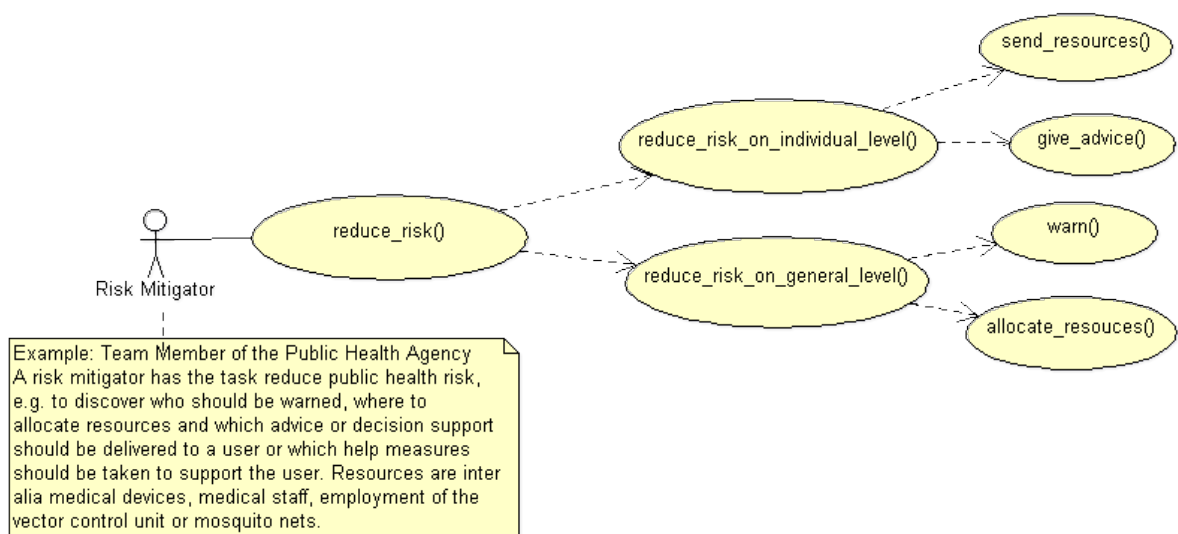 send_resources()
reduce_risk_on_individual_level()
give_advice()
reduce_risk()
warn()
reduce_risk_on_general_level()
Risk Mitigator
allocate_resouces()
Example: Team Member of the Public Health Agency
A risk mitigator has the task reduce public health risk,
e.g. to discover who should be warned, where to
allocate resources and which advice or decision support
should be delivered to a user or which help measures
should be taken to support the user. Resources are inter
alia medical devices, medical staff, employment of the
vector control unit or mosquito nets.